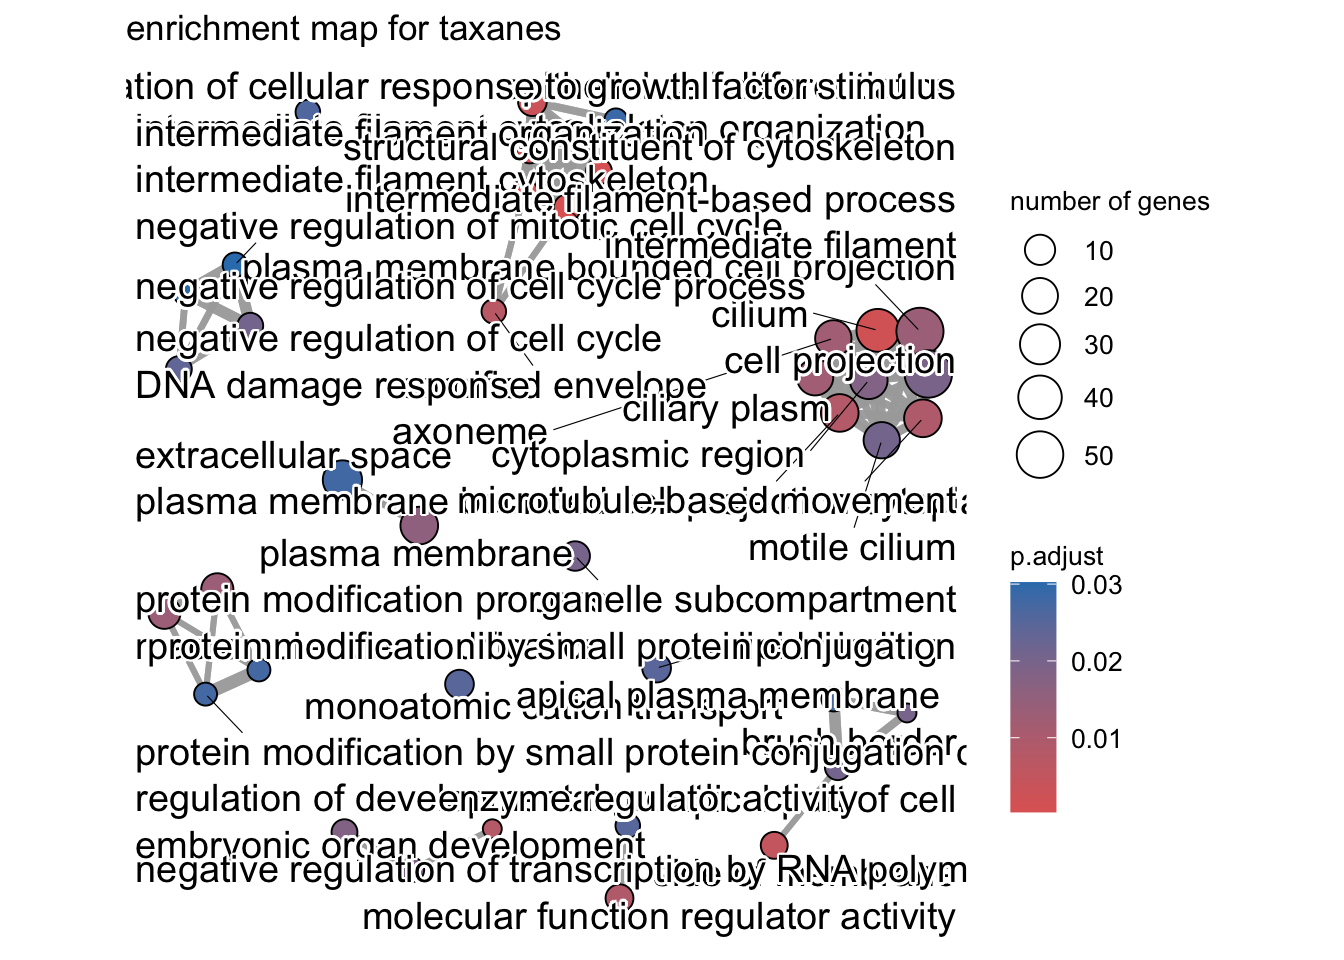 enrichment map for taxanes
ation of cellular response to growth factor stimulus
intermediate filament organization
structural constituent of cytoskeleton
intermediate filament cytoskeleton
intermediate filament-based process
negative regulation of mitotic cell cycle
intermediate filament
plasma membrane bounded cell projection
negative regulation of cell cycle process
cilium
negative regulation of cell cycle
cell projection
DNA damage response
envelope
ciliary plasm
axoneme
extracellular space
cytoplasmic region
plasma membrane
microtubule-based movement
plasma membrane
motile cilium
protein modification pr
organelle subcompartment
protein modification by small protein conjugation
apical plasma membrane
monoatomic cation transport
brush border
protein modification by small protein conjugation o
regulation of deve
enzyme regulator activity
of cell
embryonic organ development
negative regulation of transcription by RNA polym
molecular function regulator activity
number of genes
10
20
30
40
50
p.adjust
0.03
0.02
0.01